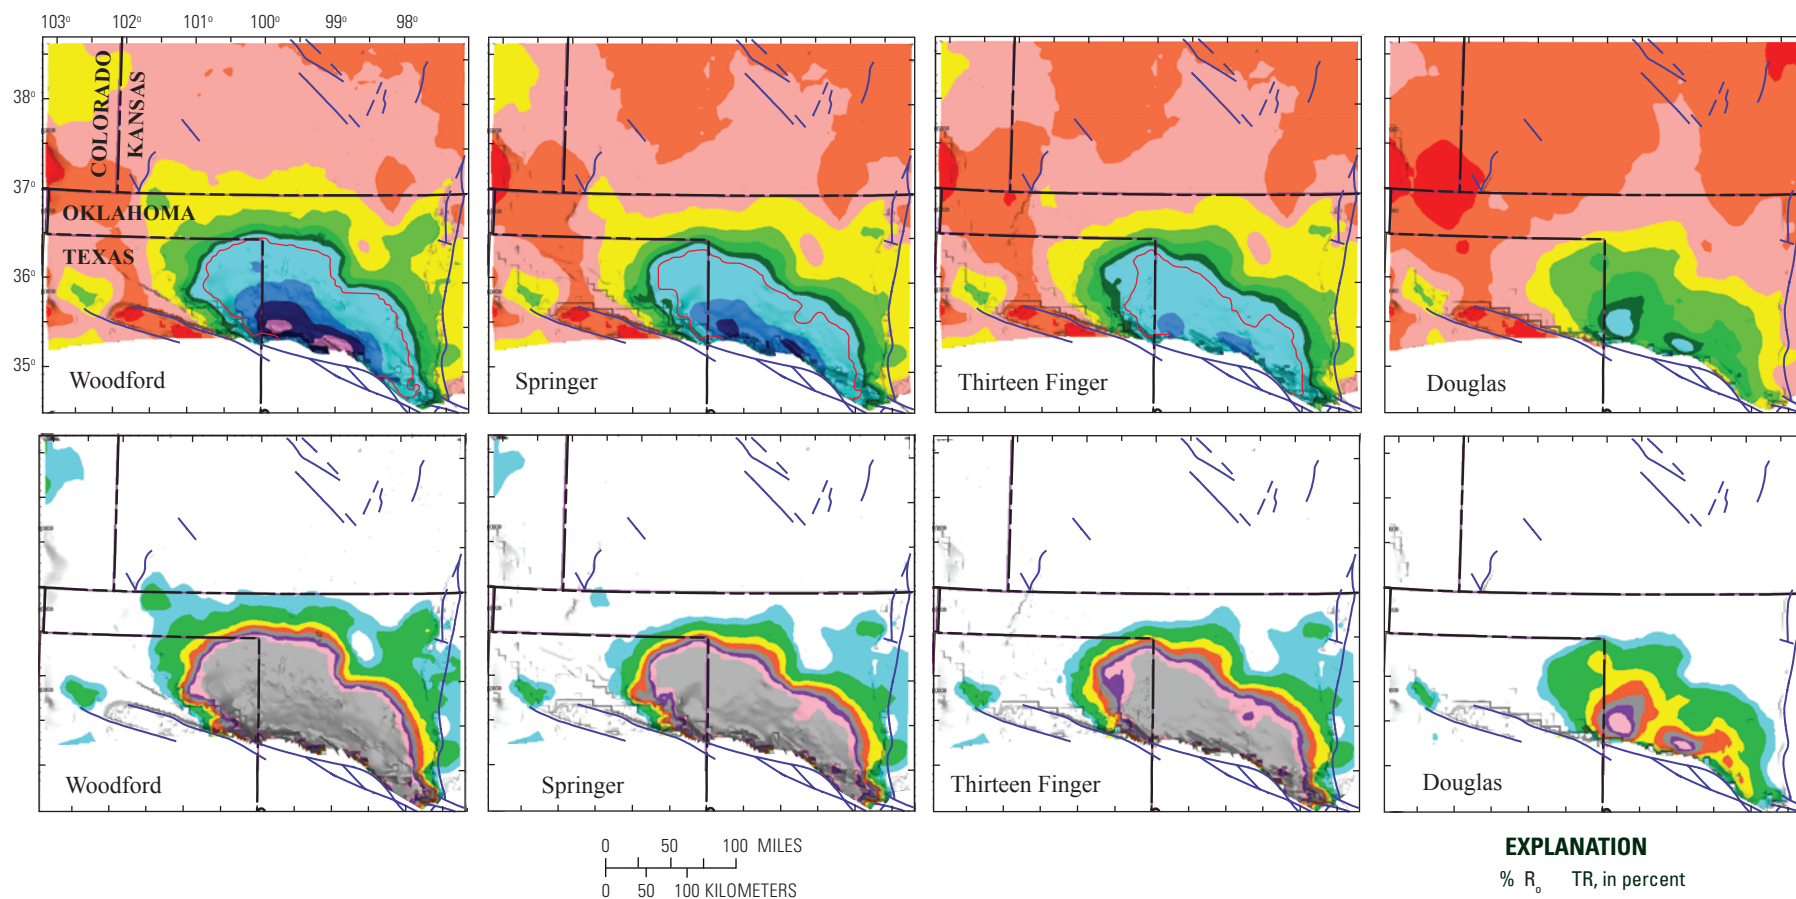 103° 102° 101° 100° 99° 98°
38°
37°
36°
35°
COLORADO
KANSAS
OKLAHOMA
TEXAS
Woodford
Springer
Thirteen Finger
Douglas
Woodford
Springer
Thirteen Finger
Douglas
0 50 100 MILES
0 50 100 KILOMETERS
EXPLANATION
% Ro TR, in percent